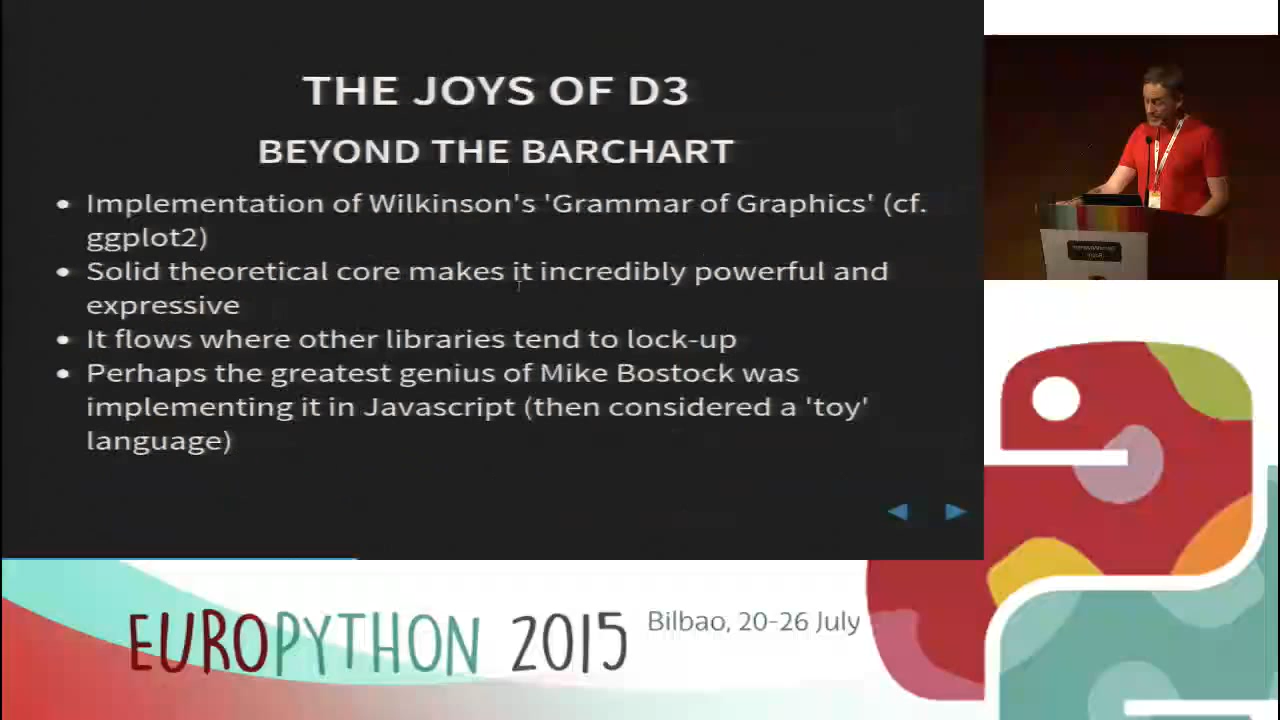 THE JOYS OF D3
BEYOND THE BARCHART
Implementation of Wilkinson's 'Grammar of Graphics' (cf.
ggplot2)
Solid theoretical core makes it incredibly powerful and
expressive
It flows where other libraries tend to lock-up
Perhaps the greatest genius of Mike Bostock was
implementing it in Javascript (then considered a 'toy'
language)
EUROPYTHON 2015
Bilbao, 20-26 July